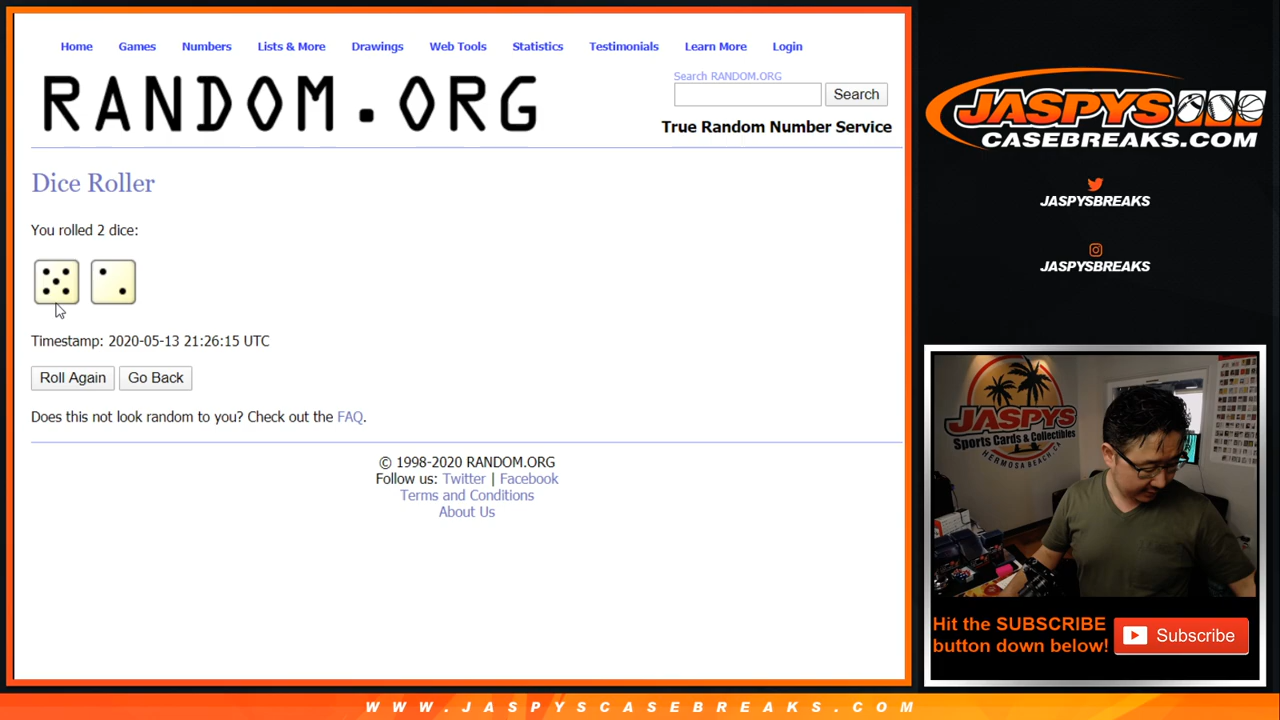 Home Games Numbers Lists & More Drawings Web Tools Statistics Testimonials Learn More Login
RANDOM.ORG
Search RANDOM.ORG
Search
True Random Number Service
Dice Roller
You rolled 2 dice:
Timestamp: 2020-05-13 21:26:15 UTC
Roll Again Go Back
Does this not look random to you? Check out the FAQ.
© 1998-2020 RANDOM.ORG
Follow us: Twitter | Facebook
Terms and Conditions
About Us
JASPYS
CASEBREAKS.COM
JASPYSBREAKS
JASPYSBREAKS
JASPYS
Sports Cards & Collectibles
HERMOSA BEACH, CA
Hit the SUBSCRIBE
button down below!
Subscribe
WWW.JASPYSCASEBREAKS.COM